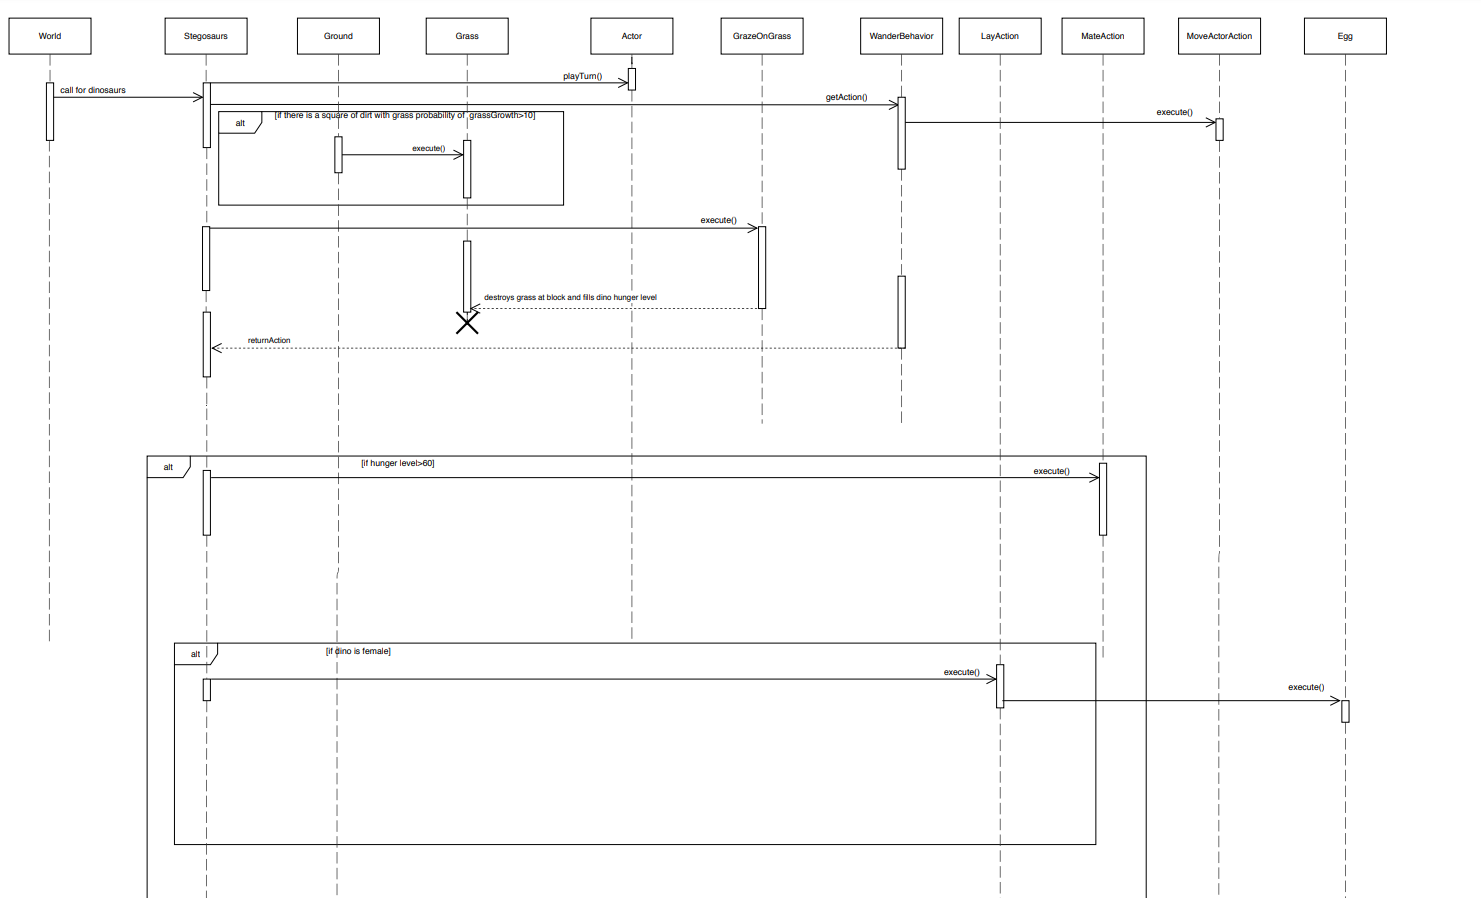 World
Stegosaurs
Ground
Grass
Actor
GrazeOnGrass
WanderBehavior
LayAction
MateAction
MoveActorAction
Egg
playTurn()
call for dinosaurs
getAction()
execute()
alt
[if there is a square of dirt with grass probability of grassGrowth>10]
execute()
execute()
destroys grass at block and fills dino hunger level
returnAction
alt
[if hunger level>60]
execute()
alt
[if dino is female]
execute()
execute()